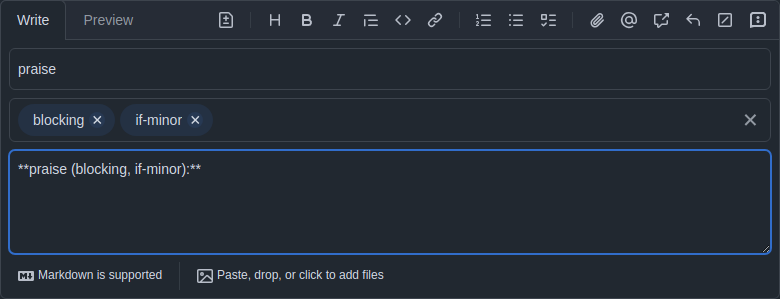 Write Preview
praise
blocking if-minor
**praise (blocking, if-minor):**
Markdown is supported Paste, drop, or click to add files